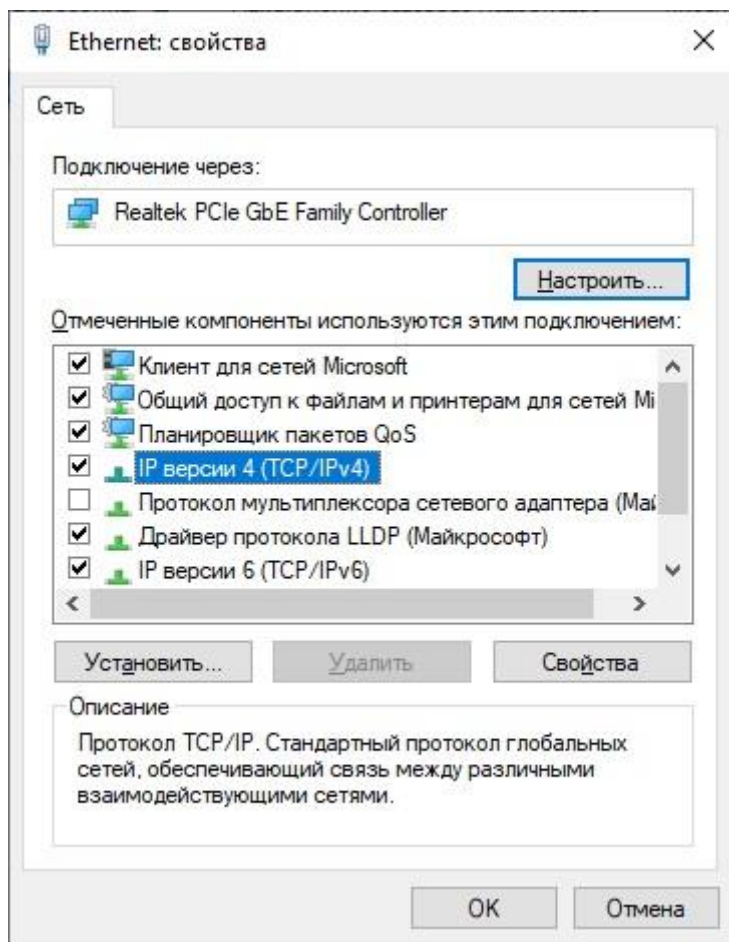 Ethernet: свойства
Сеть
Подключение через:
Realtek PCIe GbE Family Controller
Настроить...
Отмеченные компоненты используются этим подключением:
Клиент для сетей Microsoft
Общий доступ к файлам и принтерам для сетей Mi
Планировщик пакетов QoS
IP версии 4 (TCP/IPv4)
Протокол мультиплексора сетевого адаптера (Май
Драйвер протокола LLDP (Майкрософт)
IP версии 6 (TCP/IPv6)
Установить... Удалить Свойства
Описание
Протокол TCP/IP. Стандартный протокол глобальных
сетей, обеспечивающий связь между различными
взаимодействующими сетями.
OK Отмена